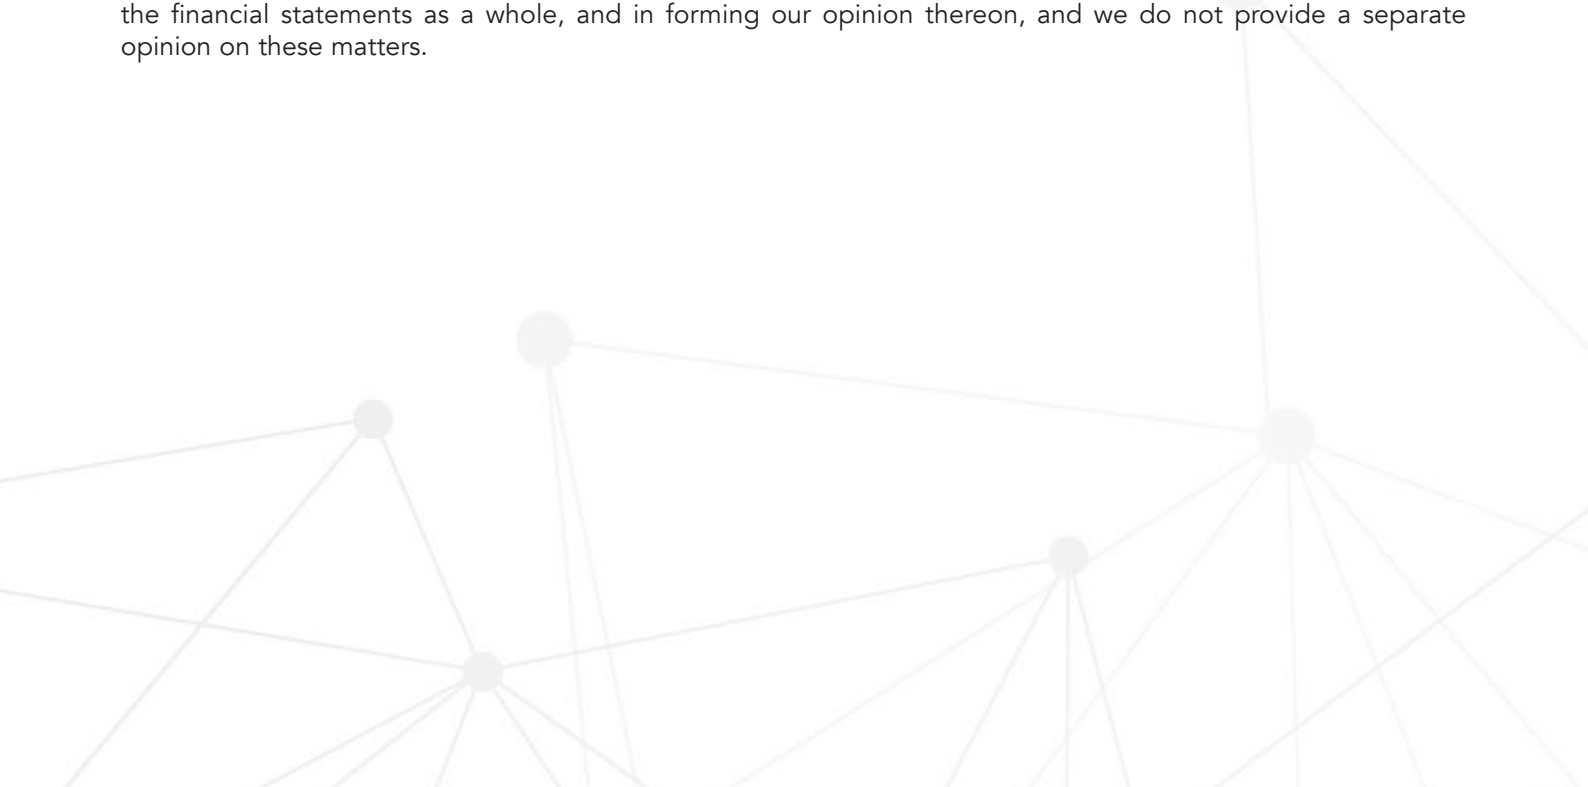 the financial statements as a whole, and in forming our opinion thereon, and we do not provide a separate
opinion on these matters.